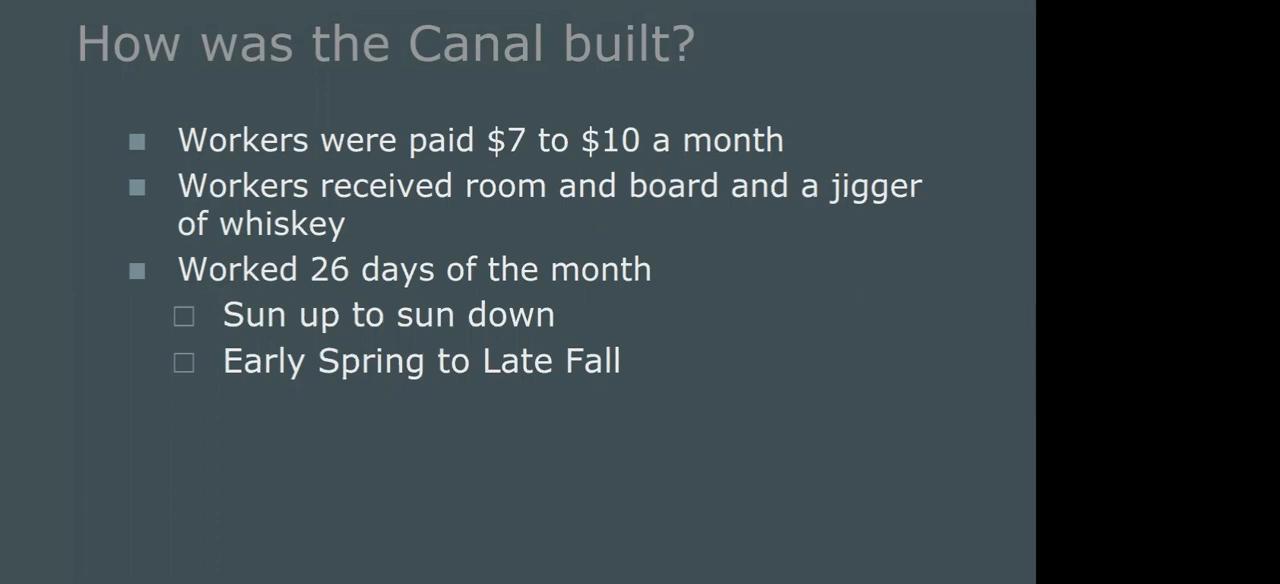 How was the Canal built?
Workers were paid $7 to $10 a month
Workers received room and board and a jigger
of whiskey
Worked 26 days of the month
Sun up to sun down
Early Spring to Late Fall